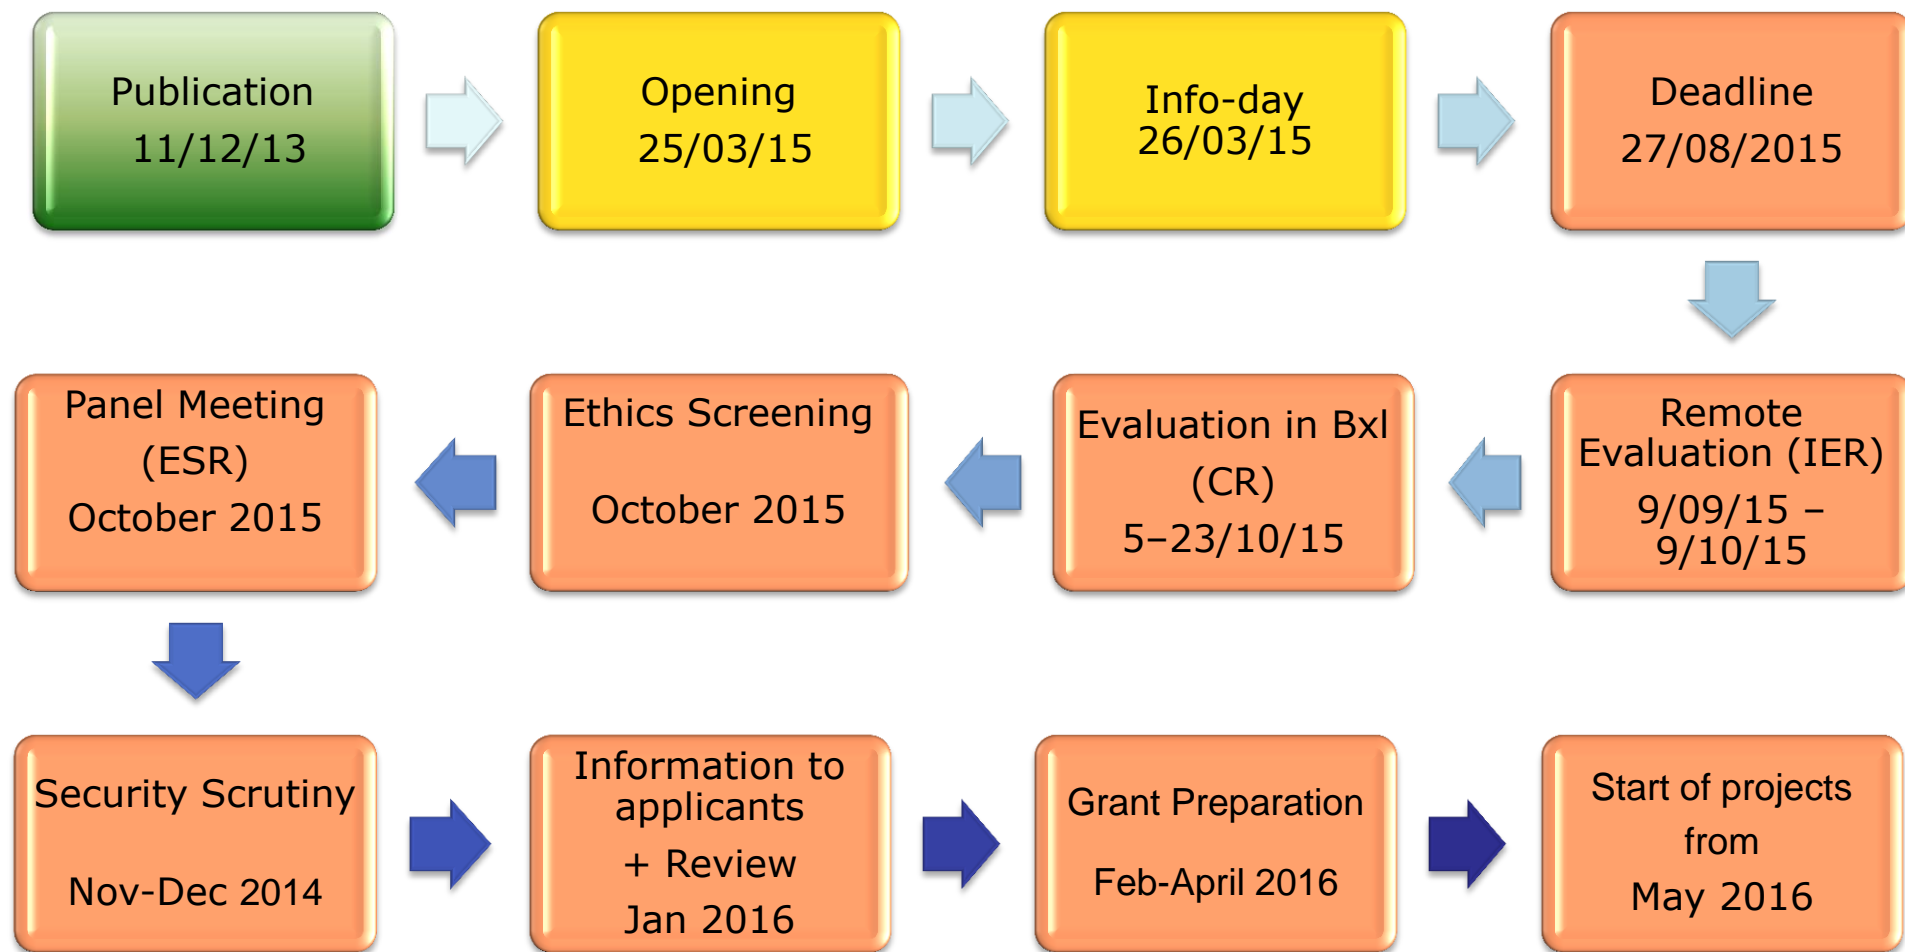 Publication
11/12/13
Opening
25/03/15
Info-day
26/03/15
Deadline
27/08/2015
Panel Meeting
(ESR)
October 2015
Ethics Screening
October 2015
Evaluation in Bxl
(CR)
5–23/10/15
Remote
Evaluation (IER)
9/09/15 –
9/10/15
Security Scrutiny
Nov-Dec 2014
Information to
applicants
+ Review
Jan 2016
Grant Preparation
Feb-April 2016
Start of projects
from
May 2016